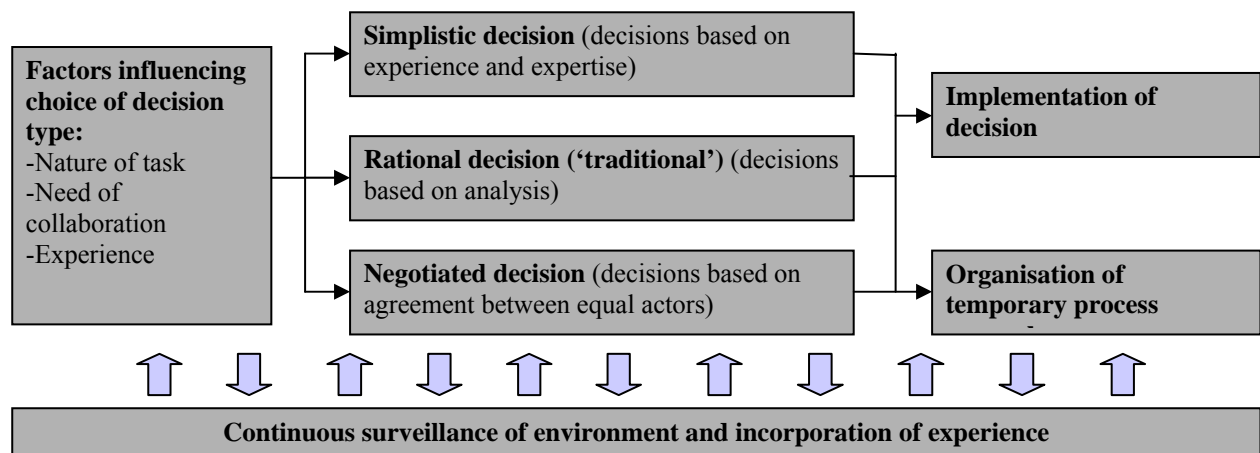 Factors influencing
choice of decision
type:
-Nature of task
-Need of
collaboration
-Experience
Simplistic decision (decisions based on
experience and expertise)
Rational decision (‘traditional’) (decisions
based on analysis)
Negotiated decision (decisions based on
agreement between equal actors)
Implementation of
decision
Organisation of
temporary process
Continuous surveillance of environment and incorporation of experience